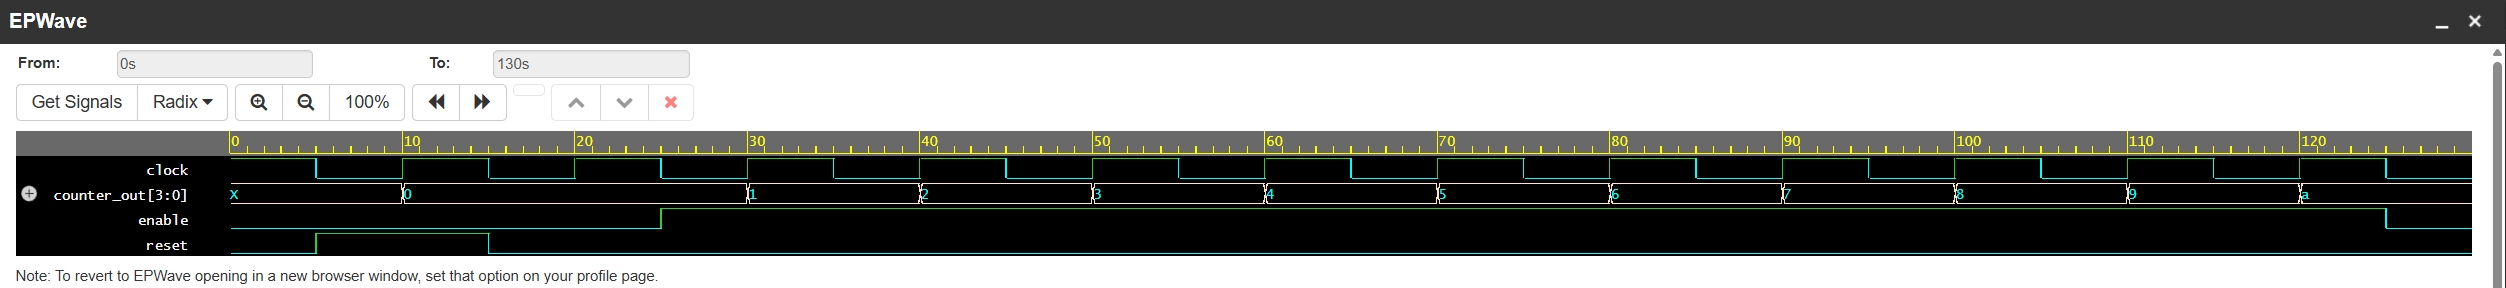 EPWave
From: 0s To: 130s
Get Signals Radix 100%
0 10 20 30 40 50 60 70 80 90 100 110 120
clock
counter_out[3:0] X 0 1 2 3 4 5 6 7 8 9 a
enable
reset
Note: To revert to EPWave opening in a new browser window, set that option on your profile page.